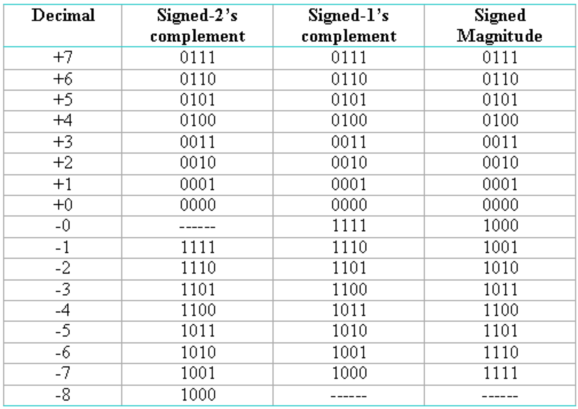 Decimal Signed-2's complement Signed-1's complement Signed Magnitude
+7 0111 0111 0111
+6 0110 0110 0110
+5 0101 0101 0101
+4 0100 0100 0100
+3 0011 0011 0011
+2 0010 0010 0010
+1 0001 0001 0001
+0 0000 0000 0000
-0 ------ 1111 1000
-1 1111 1110 1001
-2 1110 1101 1010
-3 1101 1100 1011
-4 1100 1011 1100
-5 1011 1010 1101
-6 1010 1001 1110
-7 1001 1000 1111
-8 1000 ------ ------